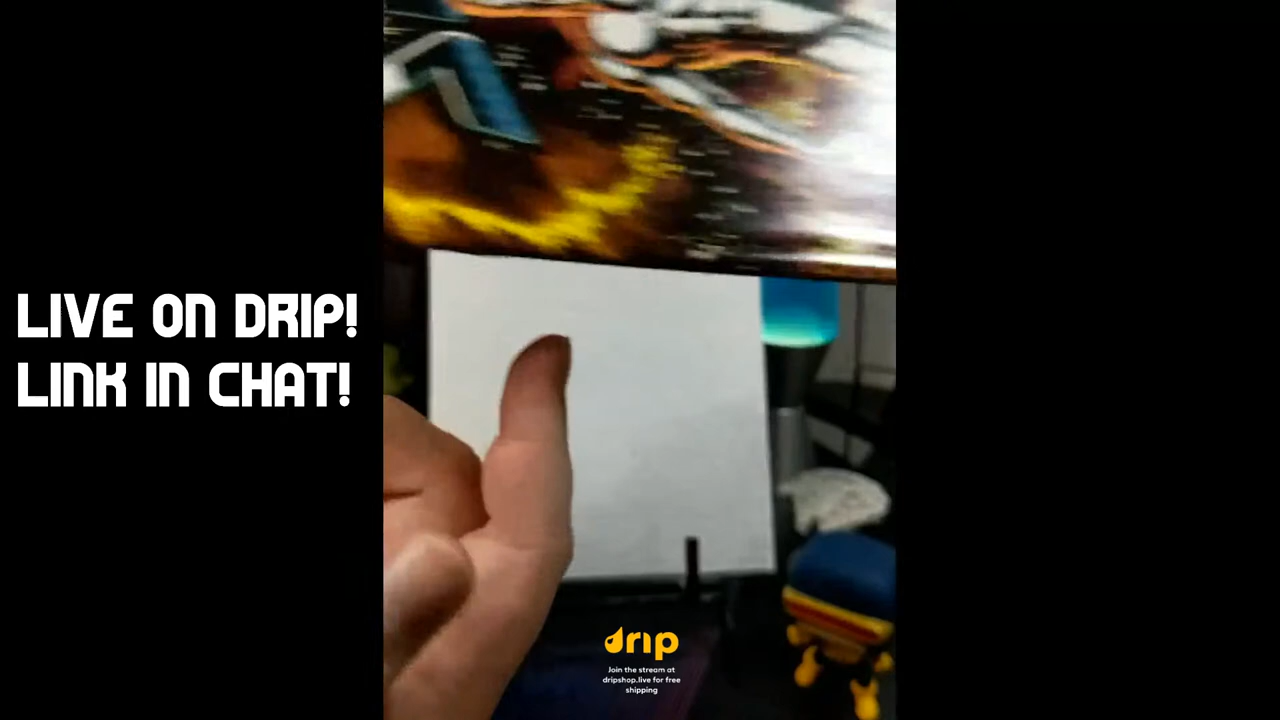 LIVE ON DRIP!
LINK IN CHAT!
drip
Join the stream at
dripshop.live for free
shipping